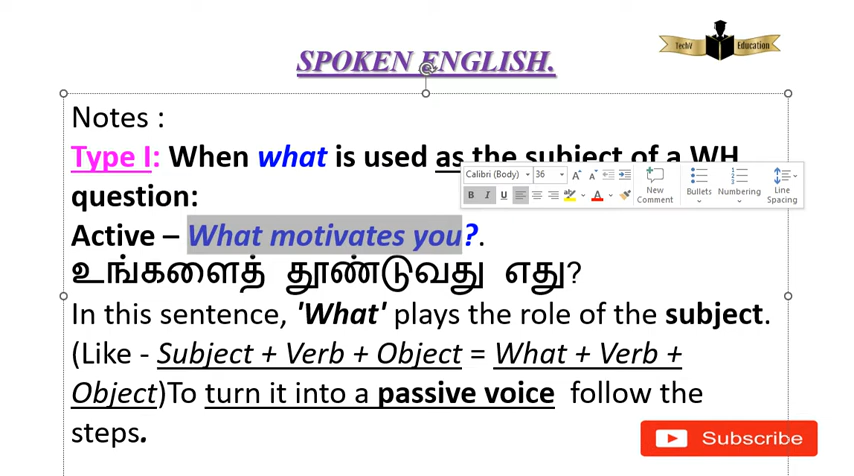 TechV Education
SPOKEN ENGLISH.
Notes :
Type I: When what is used as the subject of a WH
question:
Calibri (Body) 36
B I U
New Comment
Bullets
Numbering
Line Spacing
Active – What motivates you?.
உங்களைத் தூண்டுவது எது?
In this sentence, 'What' plays the role of the subject.
(Like - Subject + Verb + Object = What + Verb +
Object)To turn it into a passive voice follow the
steps.
Subscribe